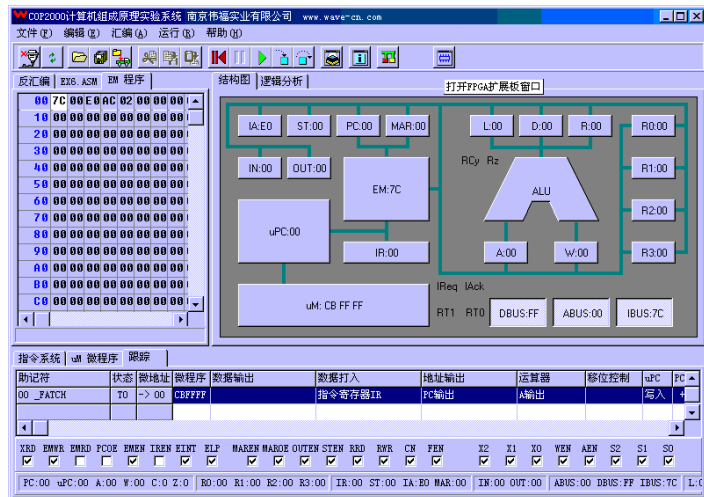 COP2000计算机组成原理实验系统 南京伟福实业有限公司 www.wave-cn.com
文件(F) 编辑(E) 汇编(A) 运行(R) 帮助(H)
反汇编 EX6.ASM EM 程序
结构图 逻辑分析
打开FPGA扩展板窗口
00 7C 00 E0 AC 02 00 00 00
10 00 00 00 00 00 00 00 00
20 00 00 00 00 00 00 00 00
30 00 00 00 00 00 00 00 00
40 00 00 00 00 00 00 00 00
50 00 00 00 00 00 00 00 00
60 00 00 00 00 00 00 00 00
70 00 00 00 00 00 00 00 00
80 00 00 00 00 00 00 00 00
90 00 00 00 00 00 00 00 00
A0 00 00 00 00 00 00 00 00
B0 00 00 00 00 00 00 00 00
C0 00 00 00 00 00 00 00 00
IA:E0 ST:00 PC:00 MAR:00 L:00 D:00 R:00 R0:00
IN:00 OUT:00 EM:7C RCy Rz ALU R1:00
R2:00
uPC:00 IR:00 A:00 W:00 R3:00
uM: CB FF FF
IReq IAck
RT1 RT0 DBUS:FF ABUS:00 IBUS:7C
指令系统 uM 微程序 跟踪
助记符 状态 微地址 微程序 数据输出 数据打入 地址输出 运算器 移位控制 uPC PC
00 _FATCH T0 -> 00 CBFFFF 指令寄存器IR PC输出 A输出 写入 +
XRD EMWR EMRD PCOE EMEN IREN EINT ELP MAREN MAROE OUTEN STEN RRD RWR CN FEN X2 X1 X0 WEN AEN S2 S1 S0
PC:00 uPC:00 A:00 W:00 C:0 Z:0 R0:00 R1:00 R2:00 R3:00 IR:00 ST:00 IA:E0 MAR:00 IN:00 OUT:00 ABUS:00 DBUS:FF IBUS:7C